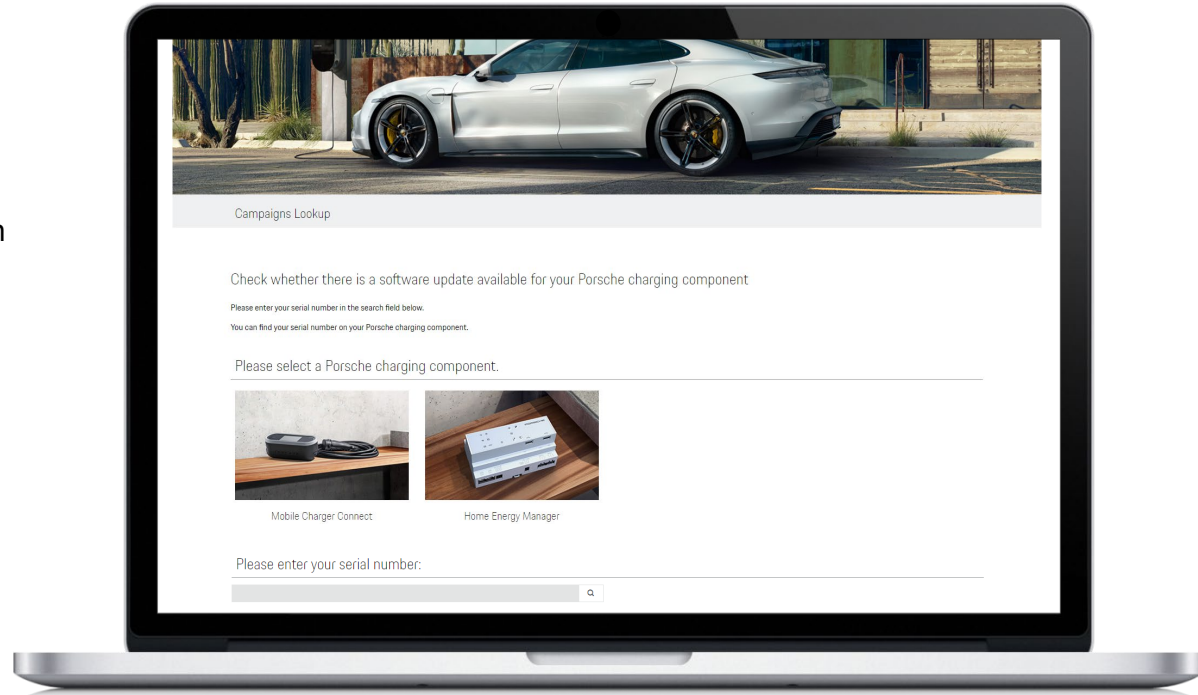 n
Campaigns Lookup
Check whether there is a software update available for your Porsche charging component
Please enter your serial number in the search field below.
You can find your serial number on your Porsche charging component.
Please select a Porsche charging component.
Mobile Charger Connect
Home Energy Manager
Please enter your serial number: